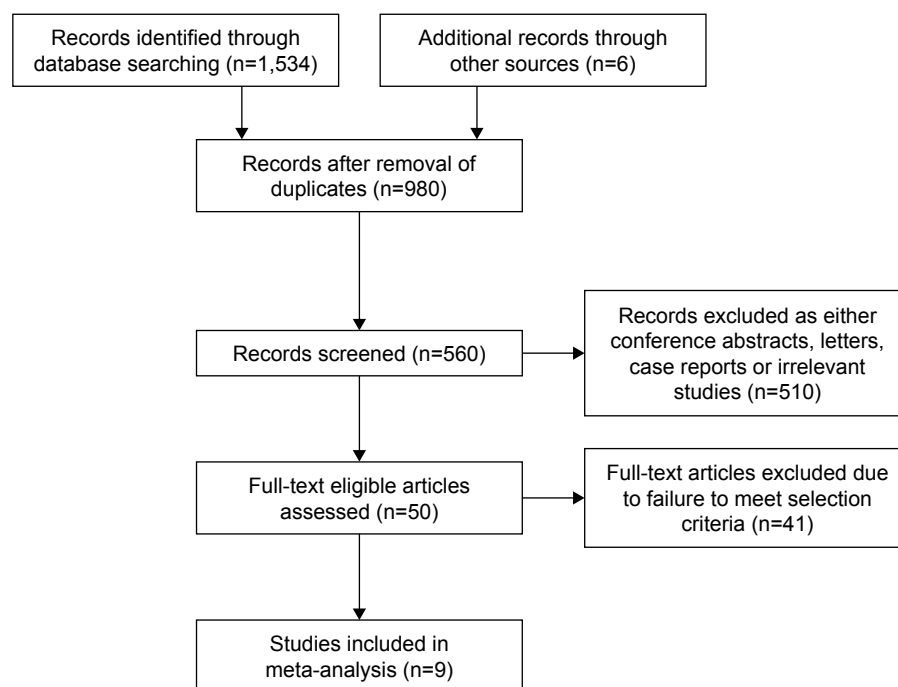 Records identified through
database searching (n=1,534)
Additional records through
other sources (n=6)
Records after removal of
duplicates (n=980)
Records screened (n=560)
Records excluded as either
conference abstracts, letters,
case reports or irrelevant
studies (n=510)
Full-text eligible articles
assessed (n=50)
Full-text articles excluded due
to failure to meet selection
criteria (n=41)
Studies included in
meta-analysis (n=9)